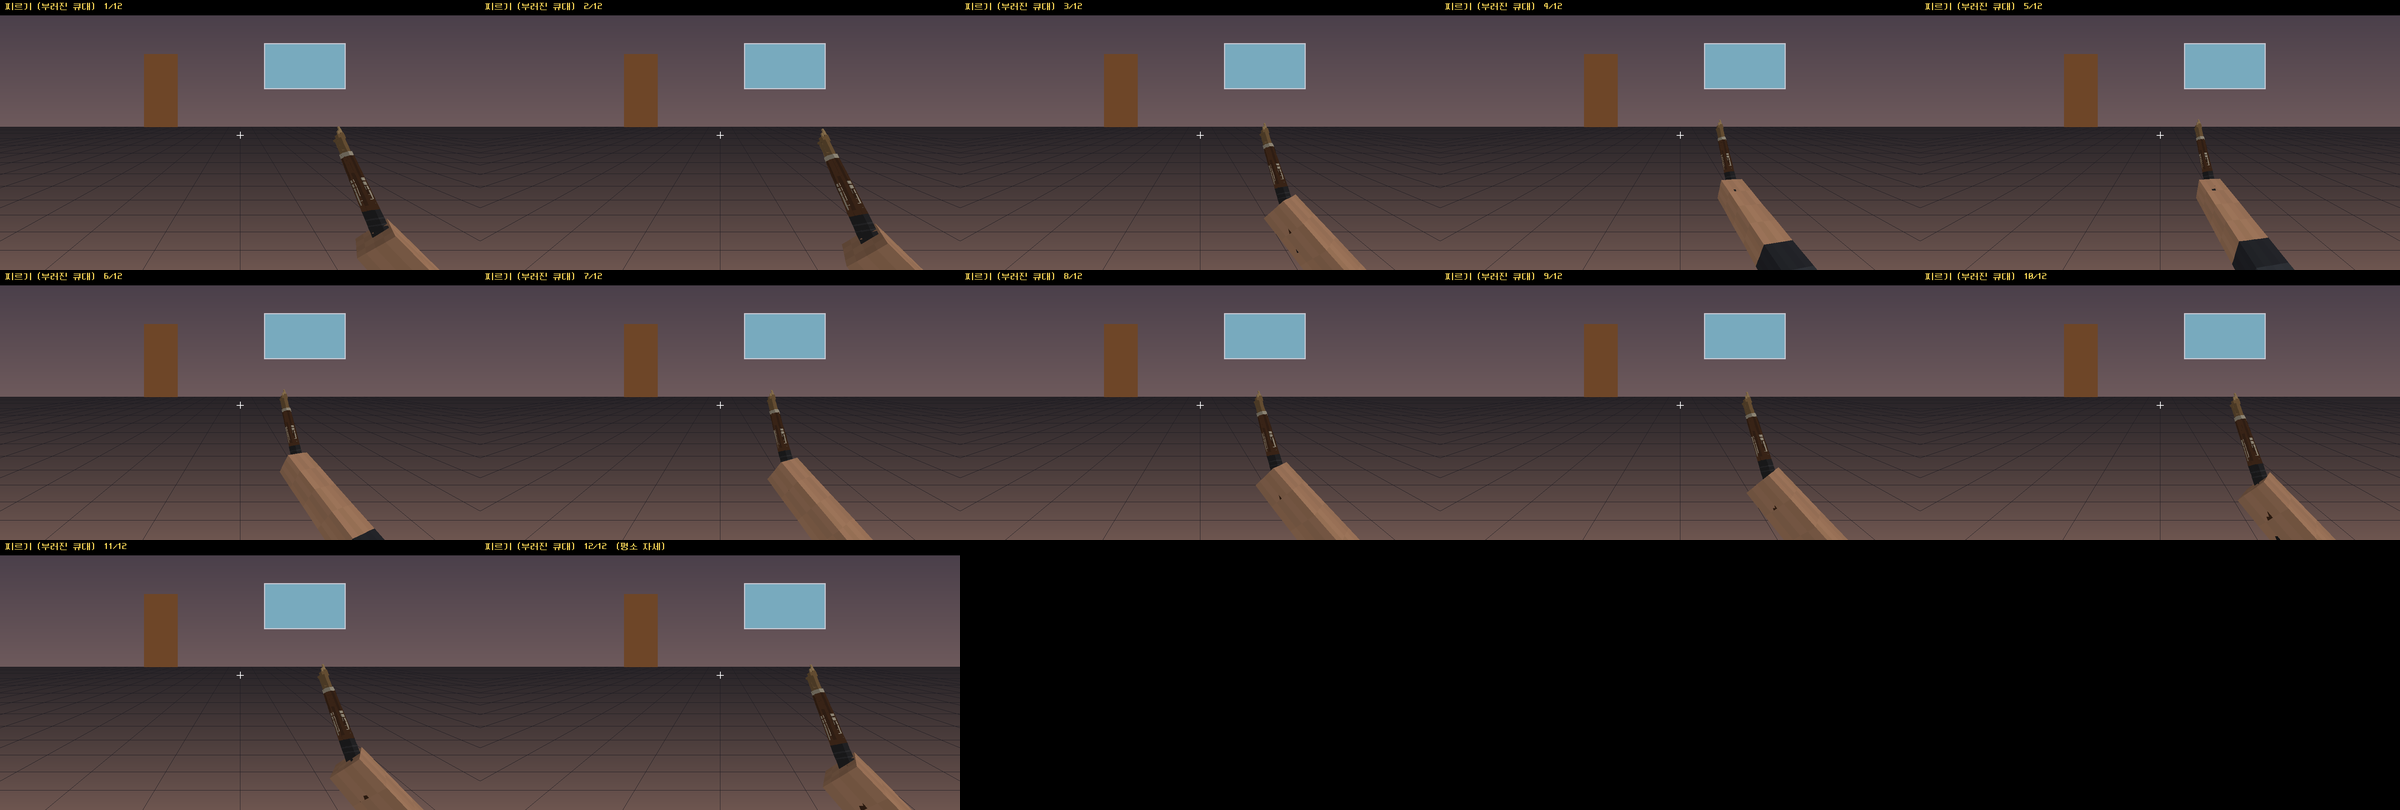 찌르기 (부러진 큐대) 1/12
찌르기 (부러진 큐대) 2/12
찌르기 (부러진 큐대) 3/12
찌르기 (부러진 큐대) 4/12
찌르기 (부러진 큐대) 5/12
찌르기 (부러진 큐대) 6/12
찌르기 (부러진 큐대) 7/12
찌르기 (부러진 큐대) 8/12
찌르기 (부러진 큐대) 9/12
찌르기 (부러진 큐대) 10/12
찌르기 (부러진 큐대) 11/12
찌르기 (부러진 큐대) 12/12 (평소 자세)